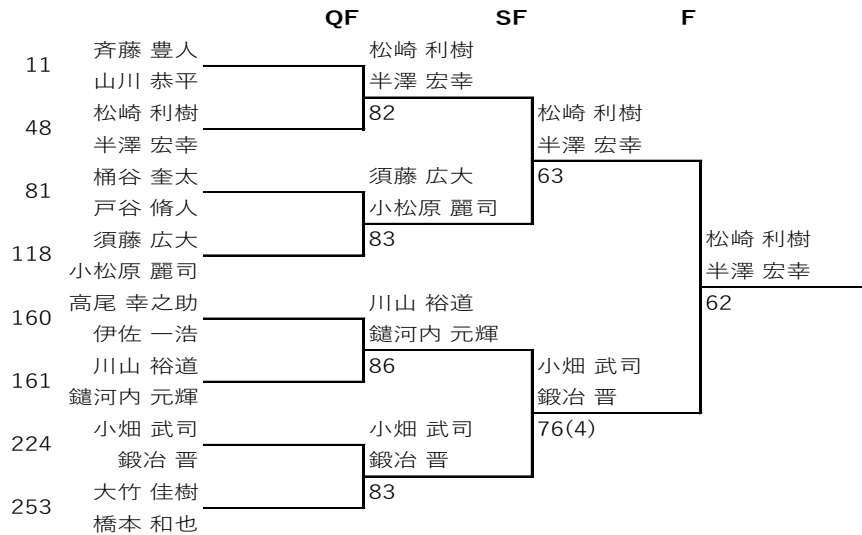 QF SF F
斉藤 豊人 松崎 利樹
11
山川 恭平 半澤 宏幸
松崎 利樹 82 松崎 利樹
48
半澤 宏幸 半澤 宏幸
桶谷 奎太 須藤 広大 63
81
戸谷 脩人 小松原 麗司
須藤 広大 83 松崎 利樹
118
小松原 麗司 半澤 宏幸
高尾 幸之助 川山 裕道 62
160
伊佐 一浩 鑓河内 元輝
川山 裕道 86 小畑 武司
161
鑓河内 元輝 鍛冶 晋
小畑 武司 小畑 武司 76(4)
224
鍛冶 晋 鍛冶 晋
大竹 佳樹 83
253
橋本 和也